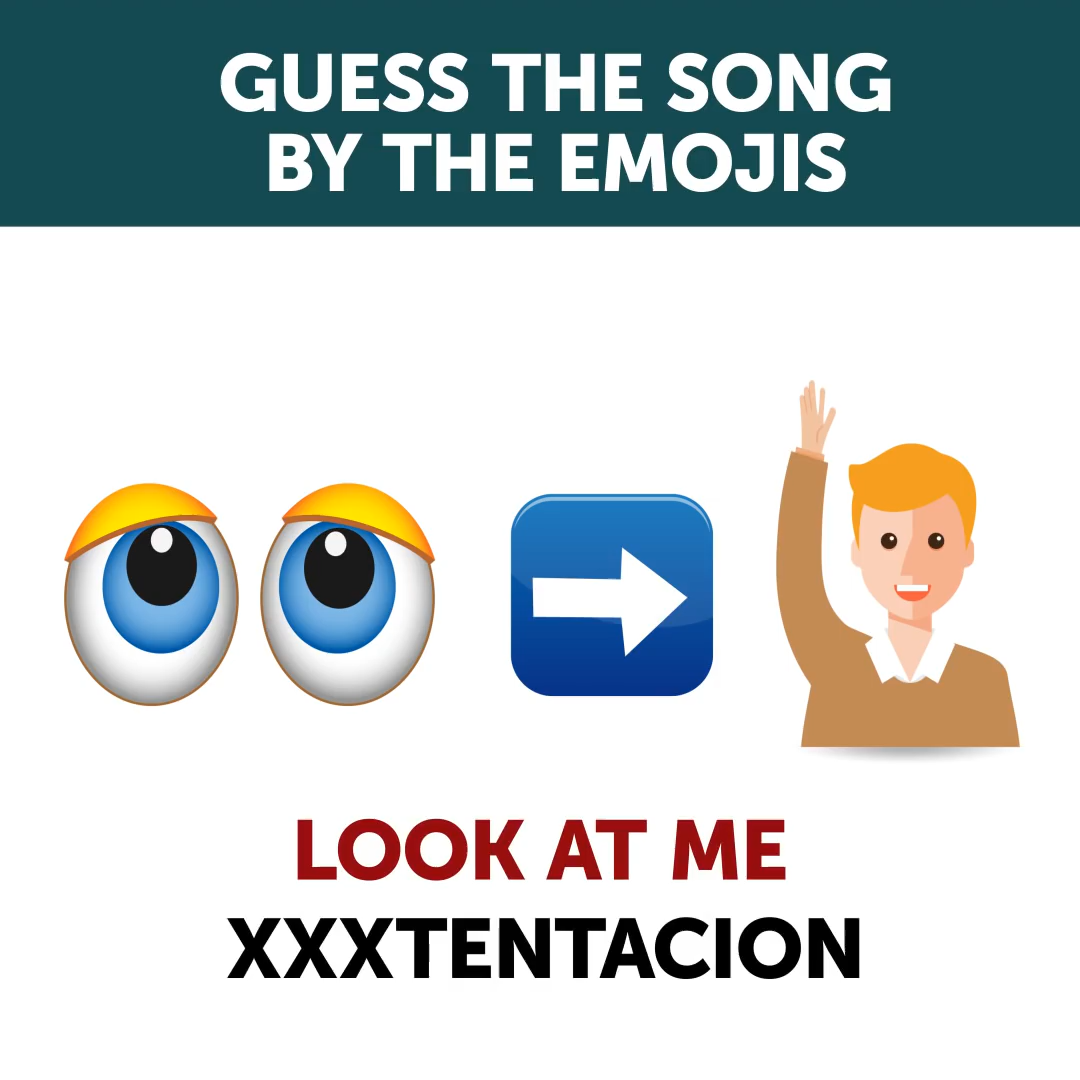 GUESS THE SONG
BY THE EMOJIS
LOOK AT ME
XXXTENTACION